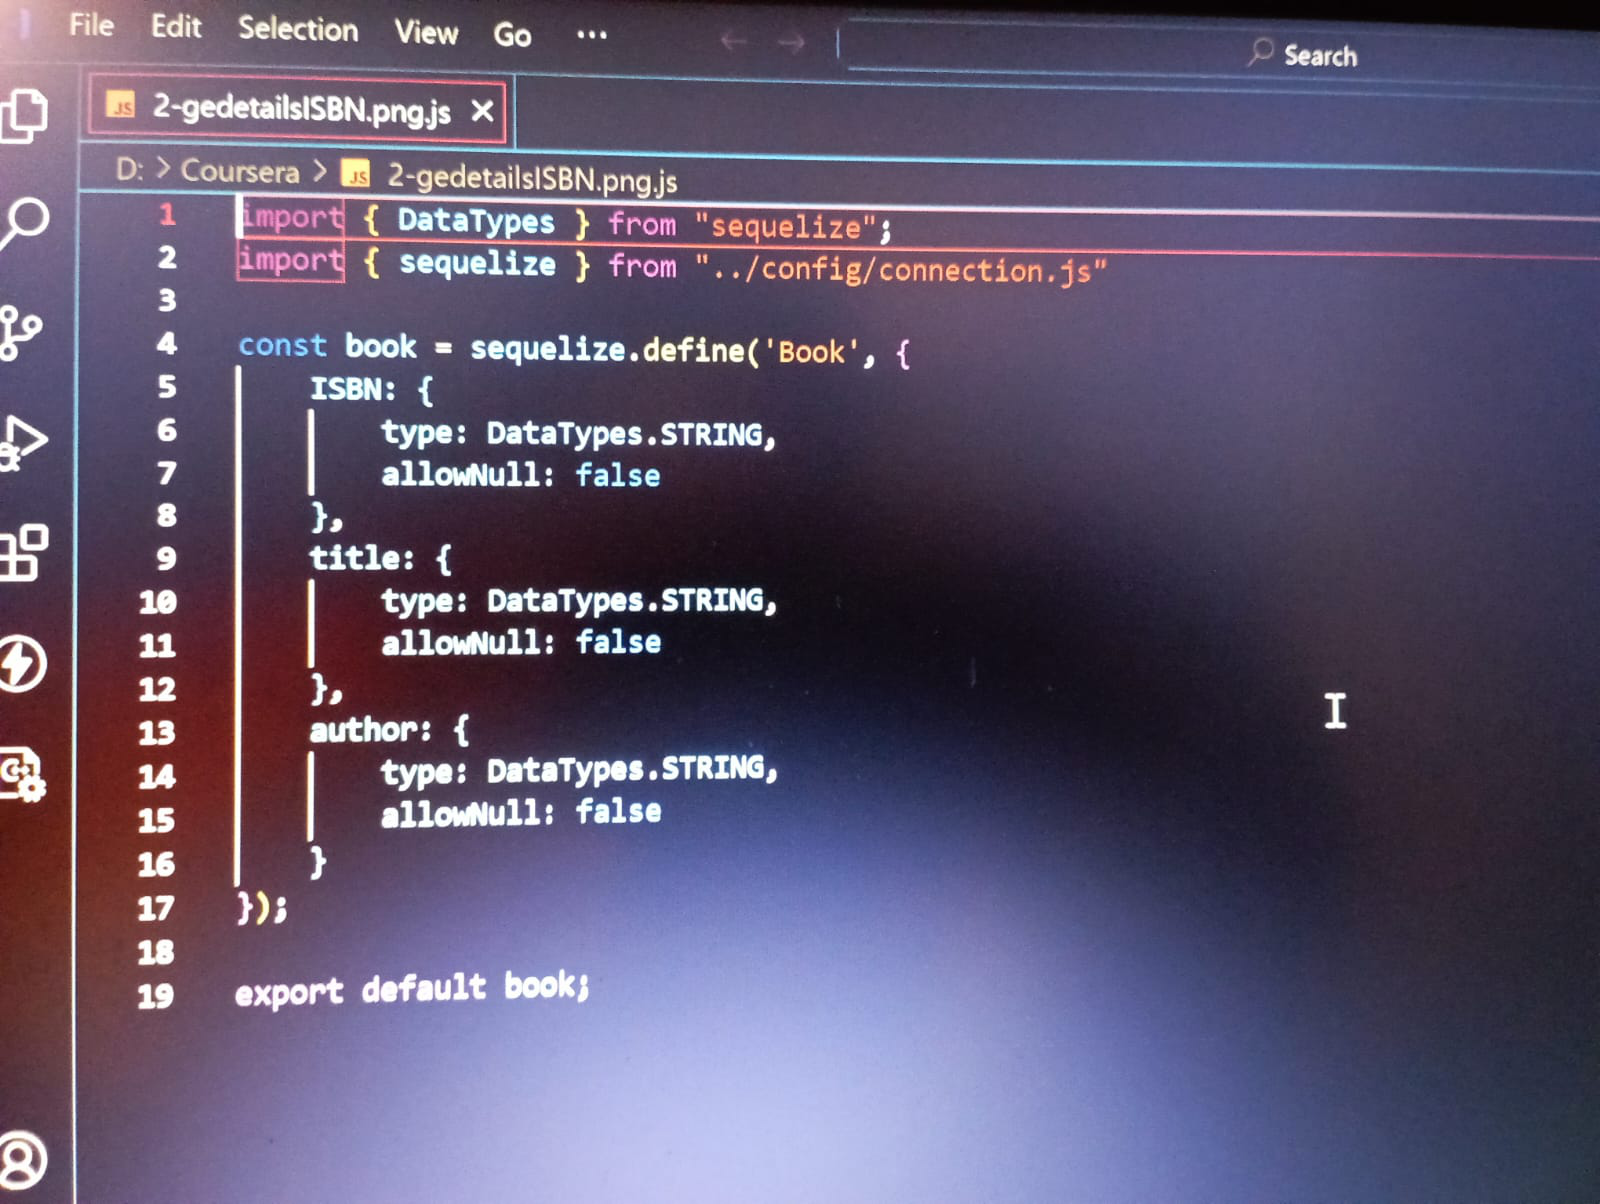 File Edit Selection View Go ... Search
JS 2-gedetailsISBN.png.js X
D: > Coursera > JS 2-gedetailsISBN.png.js
1 import { DataTypes } from "sequelize";
2 import { sequelize } from "../config/connection.js"
3
4 const book = sequelize.define('Book', {
5 ISBN: {
6 type: DataTypes.STRING,
7 allowNull: false
8 },
9 title: {
10 type: DataTypes.STRING,
11 allowNull: false
12 },
13 author: {
14 type: DataTypes.STRING,
15 allowNull: false
16 }
17 });
18
19 export default book;